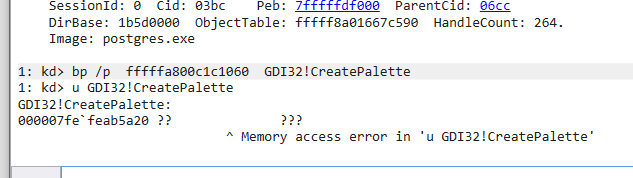 SessionId: 0  Cid: 03bc    Peb: 7fffffdf000  ParentCid: 06cc
DirBase: 1b5d0000  ObjectTable: fffff8a01667c590  HandleCount: 264.
Image: postgres.exe
1: kd> bp /p  fffffa800c1c1060  GDI32!CreatePalette
1: kd> u GDI32!CreatePalette
GDI32!CreatePalette:
000007fe`feab5a20 ??              ???
^ Memory access error in 'u GDI32!CreatePalette'